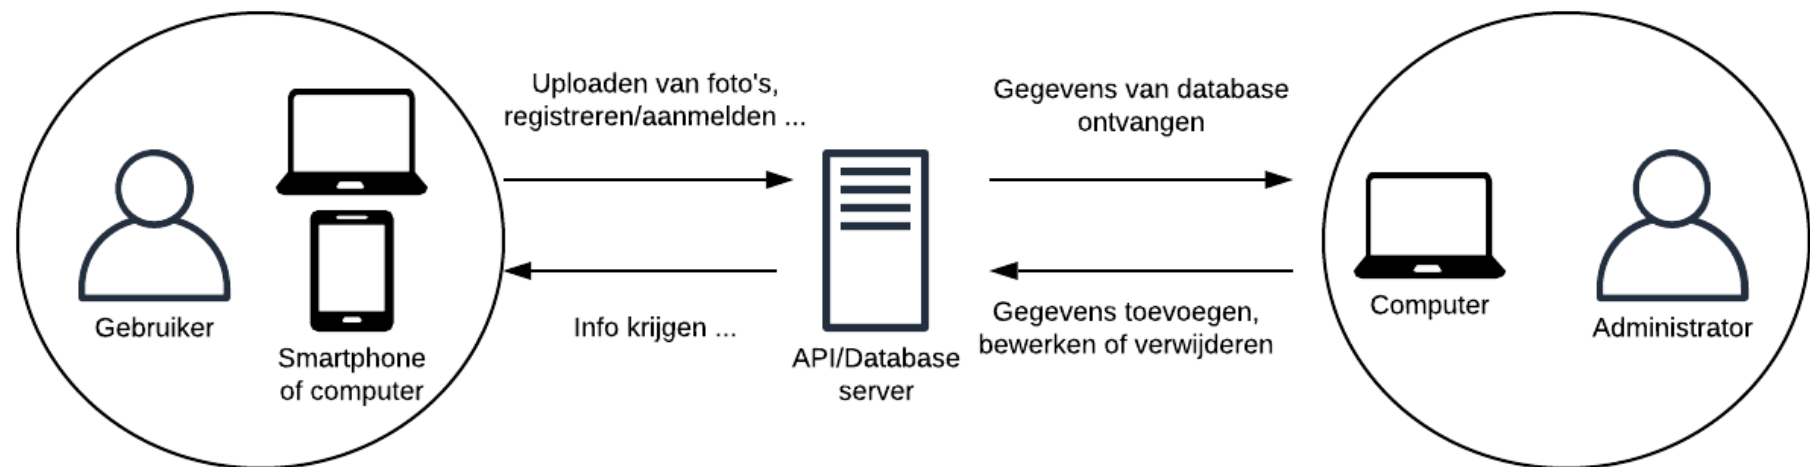 Uploaden van foto's,
registreren/aanmelden ...
Gegevens van database
ontvangen
Gebruiker
Smartphone
of computer
Info krijgen ...
API/Database
server
Gegevens toevoegen,
bewerken of verwijderen
Computer
Administrator